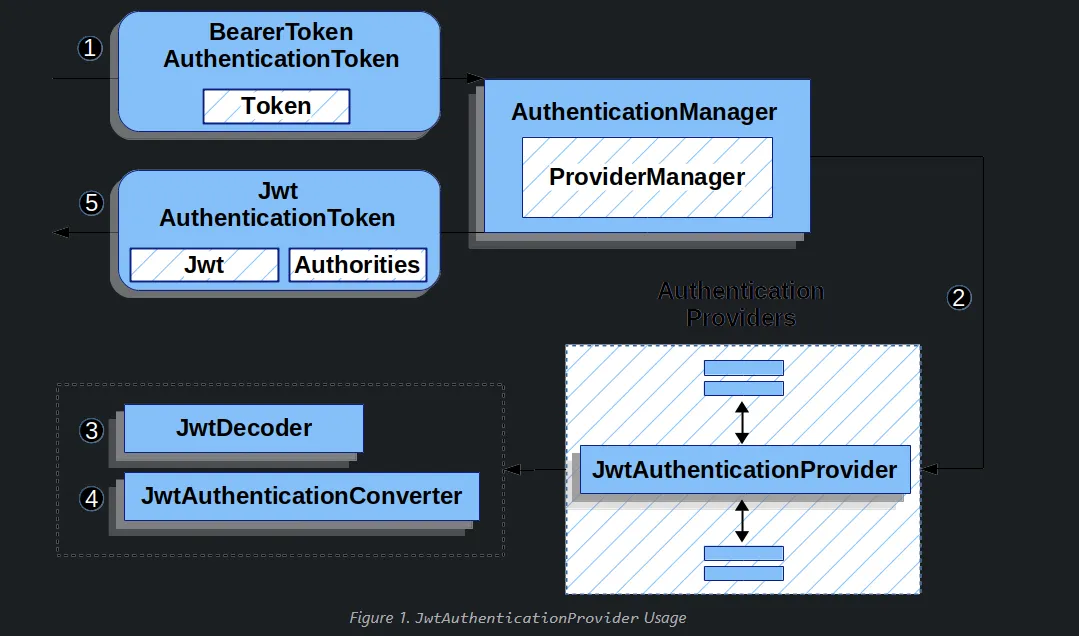 1
BearerToken
AuthenticationToken
Token
AuthenticationManager
ProviderManager
5
Jwt
AuthenticationToken
Jwt
Authorities
2
Authentication
Providers
3
JwtDecoder
JwtAuthenticationProvider
4
JwtAuthenticationConverter
Figure 1. JwtAuthenticationProvider Usage